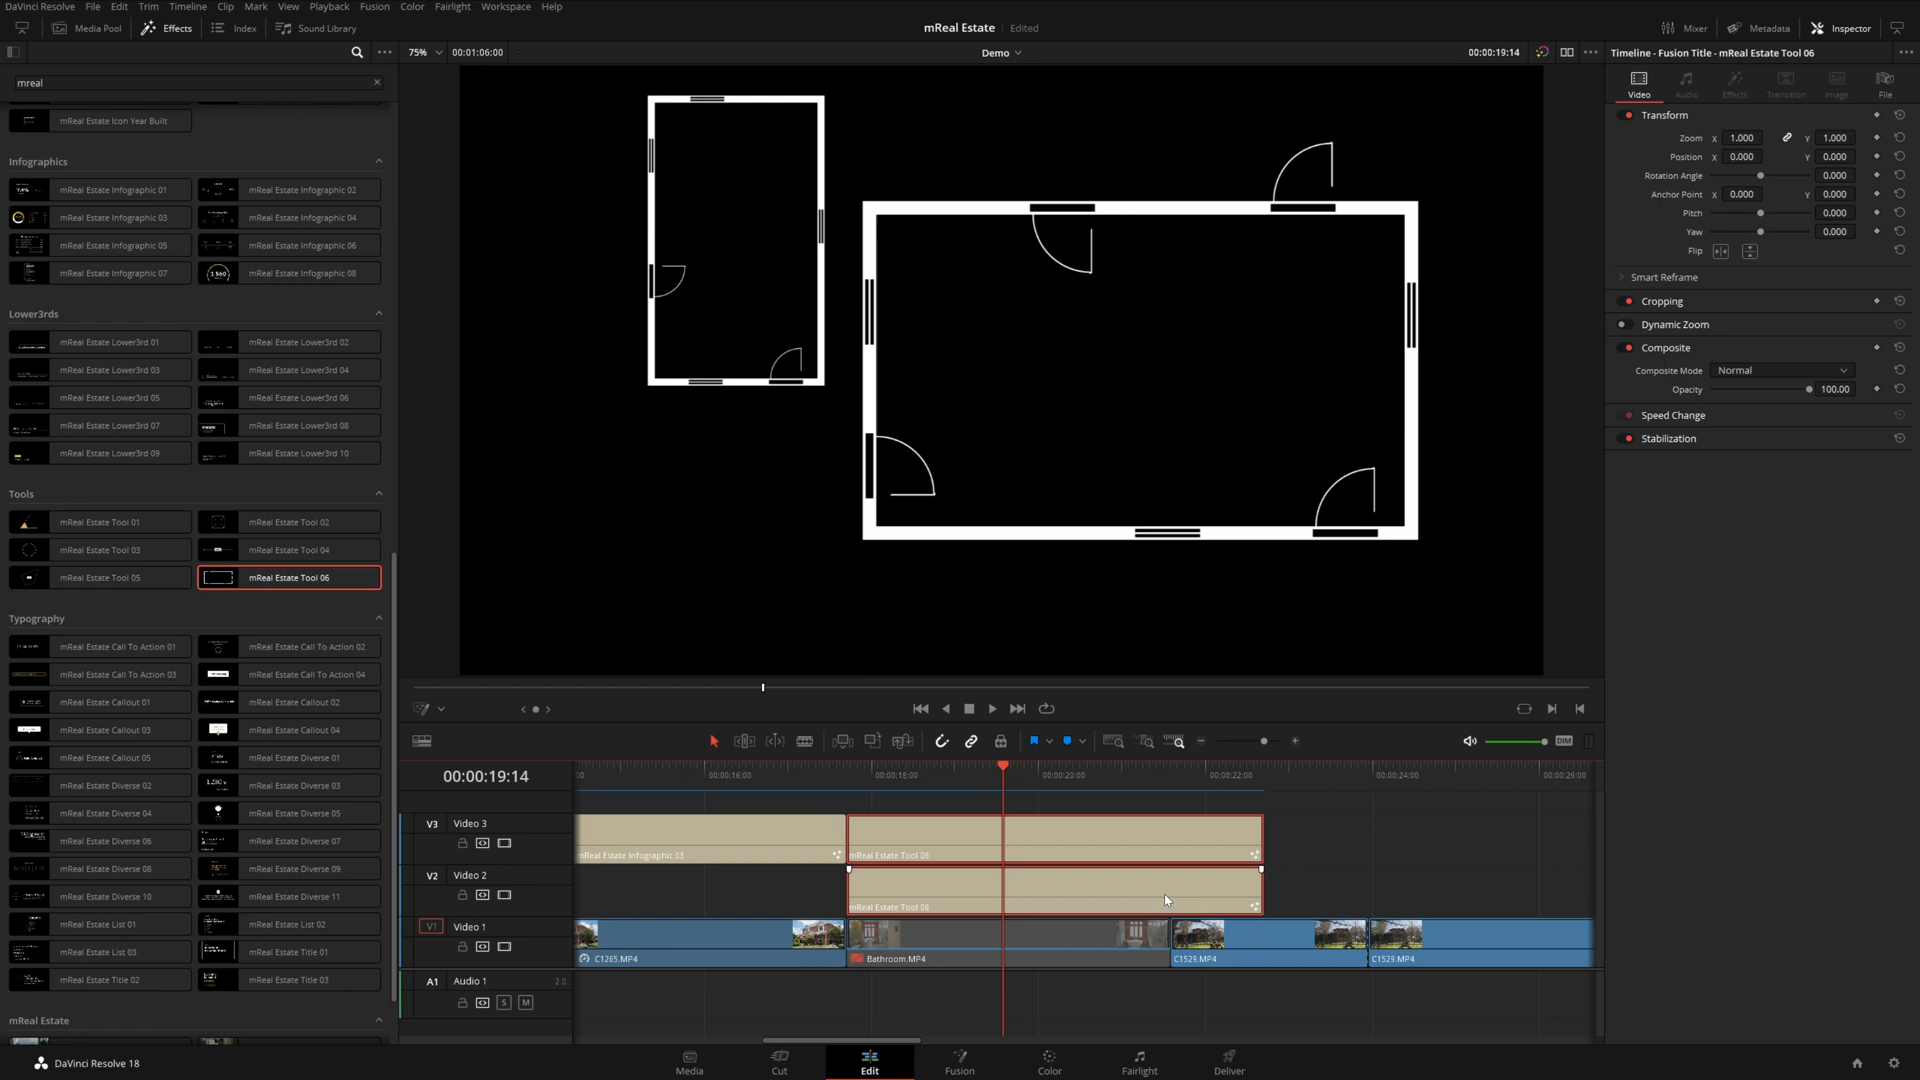 DaVinci Resolve File Edit Trim Timeline Clip Mark View Playback Fusion Color Fairlight Workspace Help
Media Pool Effects Index Sound Library mReal Estate Edited Mixer Metadata Inspector
75% 00:01:06:00 Demo 00:00:19:14 Timeline - Fusion Title - mReal Estate Tool 06
mreal
Video Audio Effects Transition Image File
mReal Estate Icon Year Built
Infographics
mReal Estate Infographic 01 mReal Estate Infographic 02
mReal Estate Infographic 03 mReal Estate Infographic 04
mReal Estate Infographic 05 mReal Estate Infographic 06
mReal Estate Infographic 07 mReal Estate Infographic 08
Lower3rds
mReal Estate Lower3rd 01 mReal Estate Lower3rd 02
mReal Estate Lower3rd 03 mReal Estate Lower3rd 04
mReal Estate Lower3rd 05 mReal Estate Lower3rd 06
mReal Estate Lower3rd 07 mReal Estate Lower3rd 08
mReal Estate Lower3rd 09 mReal Estate Lower3rd 10
Tools
mReal Estate Tool 01 mReal Estate Tool 02
mReal Estate Tool 03 mReal Estate Tool 04
mReal Estate Tool 05 mReal Estate Tool 06
Typography
mReal Estate Call To Action 01 mReal Estate Call To Action 02
mReal Estate Call To Action 03 mReal Estate Call To Action 04
mReal Estate Callout 01 mReal Estate Callout 02
mReal Estate Callout 03 mReal Estate Callout 04
mReal Estate Callout 05 mReal Estate Diverse 01
mReal Estate Diverse 02 mReal Estate Diverse 03
mReal Estate Diverse 04 mReal Estate Diverse 05
mReal Estate Diverse 06 mReal Estate Diverse 07
mReal Estate Diverse 08 mReal Estate Diverse 09
mReal Estate Diverse 10 mReal Estate Diverse 11
mReal Estate List 01 mReal Estate List 02
mReal Estate List 03 mReal Estate Title 01
mReal Estate Title 02 mReal Estate Title 03
mReal Estate
Transform
Zoom X 1.000 Y 1.000
Position X 0.000 Y 0.000
Rotation Angle 0.000
Anchor Point X 0.000 Y 0.000
Pitch 0.000
Yaw 0.000
Flip
Smart Reframe
Cropping
Dynamic Zoom
Composite
Composite Mode Normal
Opacity 100.00
Speed Change
Stabilization
DIM
00:00:19:14 00 00:00:16:00 00:00:18:00 00:00:20:00 00:00:22:00 00:00:24:00 00:00:26:00
V3 Video 3
mReal Estate Infographic 03 mReal Estate Tool 06
V2 Video 2
mReal Estate Tool 06
V1 Video 1
C1265.MP4 Bathroom.MP4 C1529.MP4 C1529.MP4
A1 Audio 1 2.0
S M
DaVinci Resolve 18
Media Cut Edit Fusion Color Fairlight Deliver